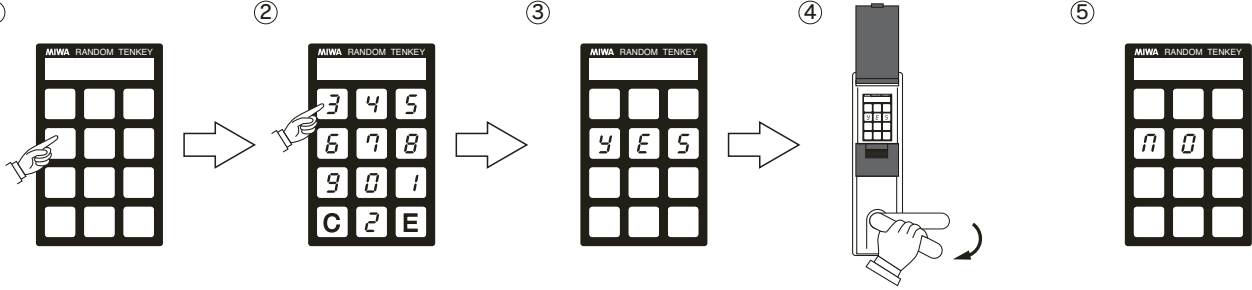 ② ③ ④ ⑤
MIWA RANDOM TENKEY
MIWA RANDOM TENKEY
3 4 5
6 7 8
9 0 1
C 2 E
MIWA RANDOM TENKEY
Y E S
Y E S
MIWA RANDOM TENKEY
n 0